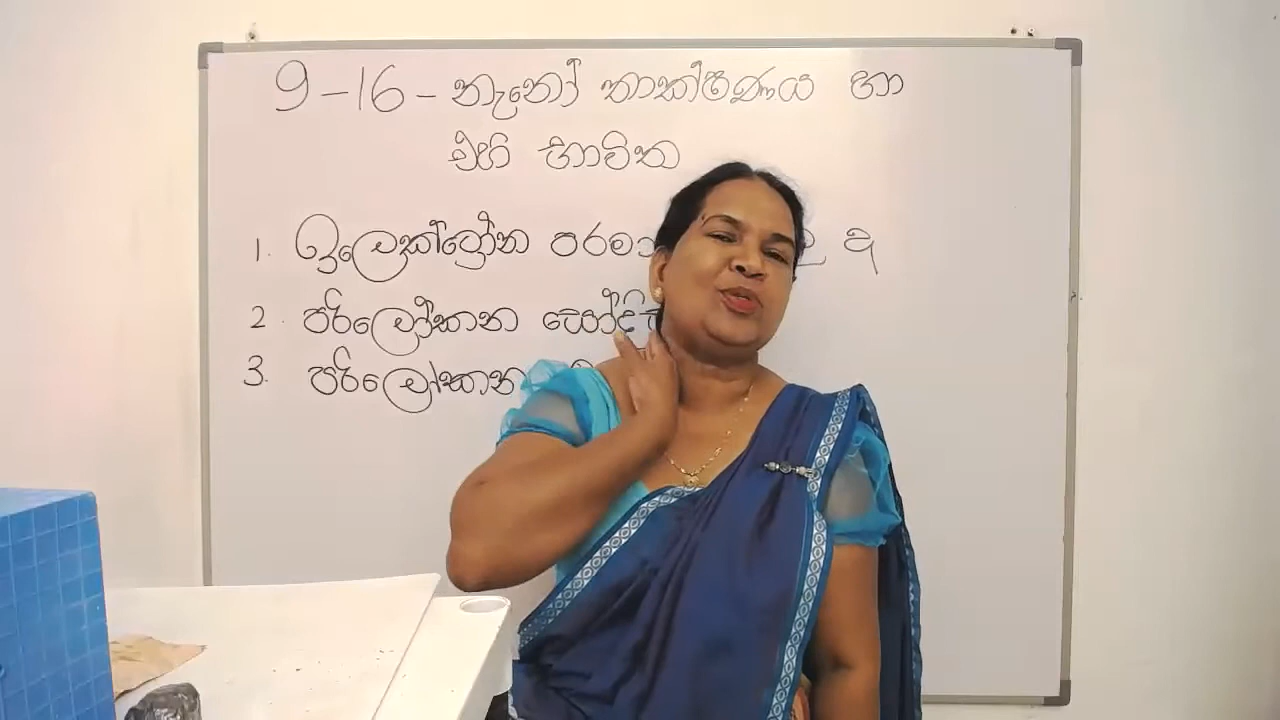 9-16 - නැනෝ තාක්ෂණය හා
එහි භාවිත
1. ඉලෙක්ට්‍රෝන
2. පරිලෝකන
3. පරිලෝකන